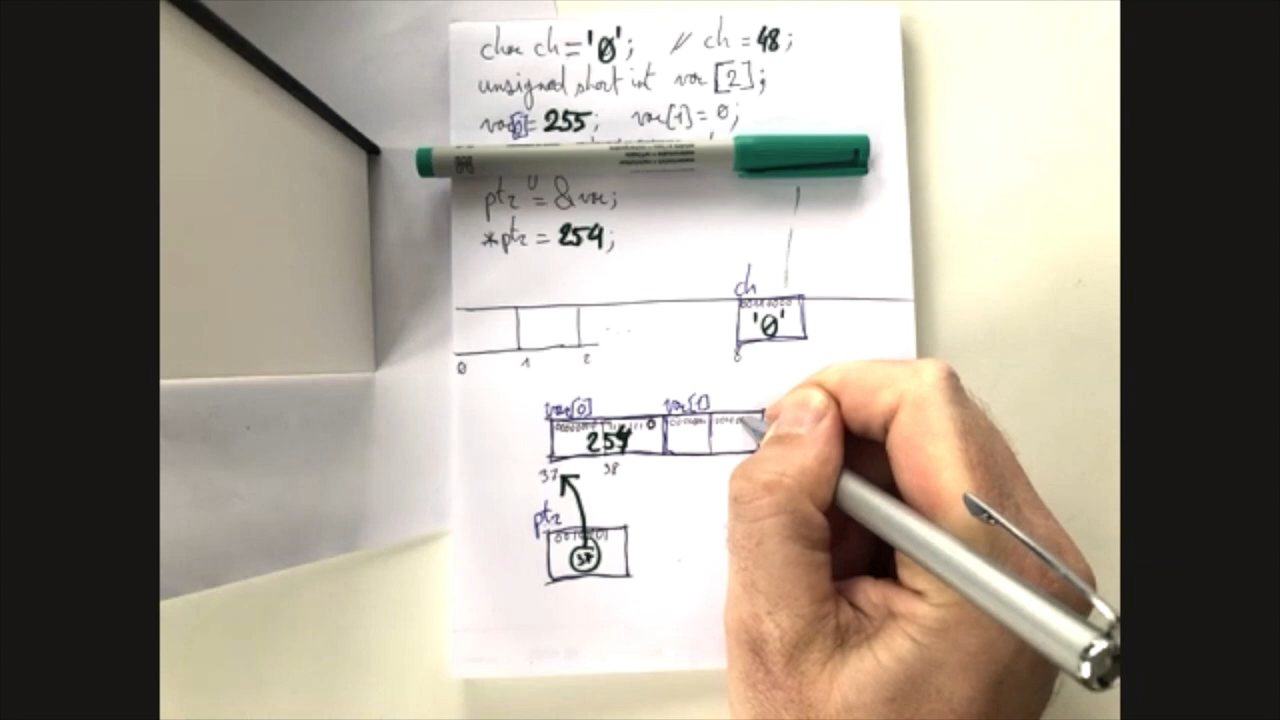 char ch = '0'; // ch = 48;
unsigned short int var [2];
var[0]= 255; var[1]= 0;
ptr = &var;
*ptr = 254;
ch
'0'
0 1 2 8
var[0] var[1]
254
37 38
ptr
37